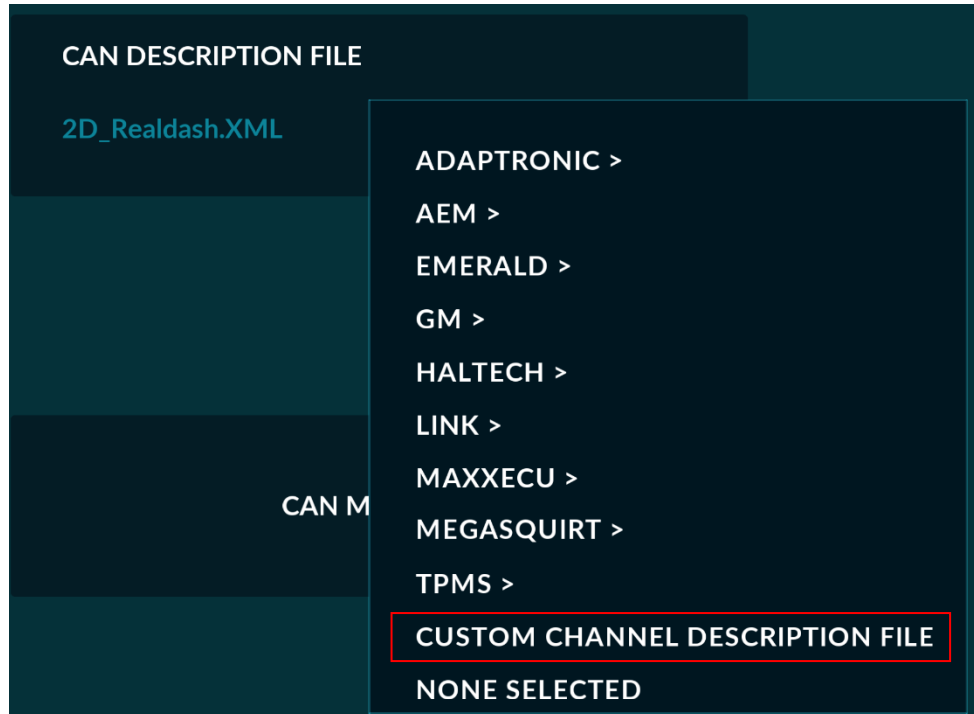 CAN DESCRIPTION FILE
2D_Realdash.XML
ADAPTRONIC >
AEM >
EMERALD >
GM >
HALTECH >
LINK >
MAXXECU >
CAN M
MEGASQUIRT >
TPMS >
CUSTOM CHANNEL DESCRIPTION FILE
NONE SELECTED